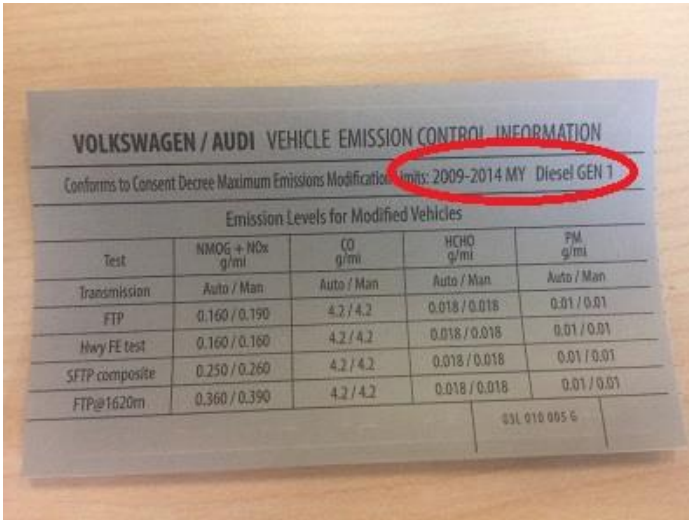 VOLKSWAGEN / AUDI VEHICLE EMISSION CONTROL INFORMATION
Conforms to Consent Decree Maximum Emissions Modification Limits: 2009-2014 MY Diesel GEN 1
Emission Levels for Modified Vehicles
Test NMOG + NOx g/mi CO g/mi HCHO g/mi PM g/mi
Transmission Auto / Man Auto / Man Auto / Man Auto / Man
FTP 0.160 / 0.190 4.2 / 4.2 0.018 / 0.018 0.01 / 0.01
Hwy FE test 0.160 / 0.160 4.2 / 4.2 0.018 / 0.018 0.01 / 0.01
SFTP composite 0.250 / 0.260 4.2 / 4.2 0.018 / 0.018 0.01 / 0.01
FTP@1620m 0.360 / 0.390 4.2 / 4.2 0.018 / 0.018 0.01 / 0.01
03L 010 005 G